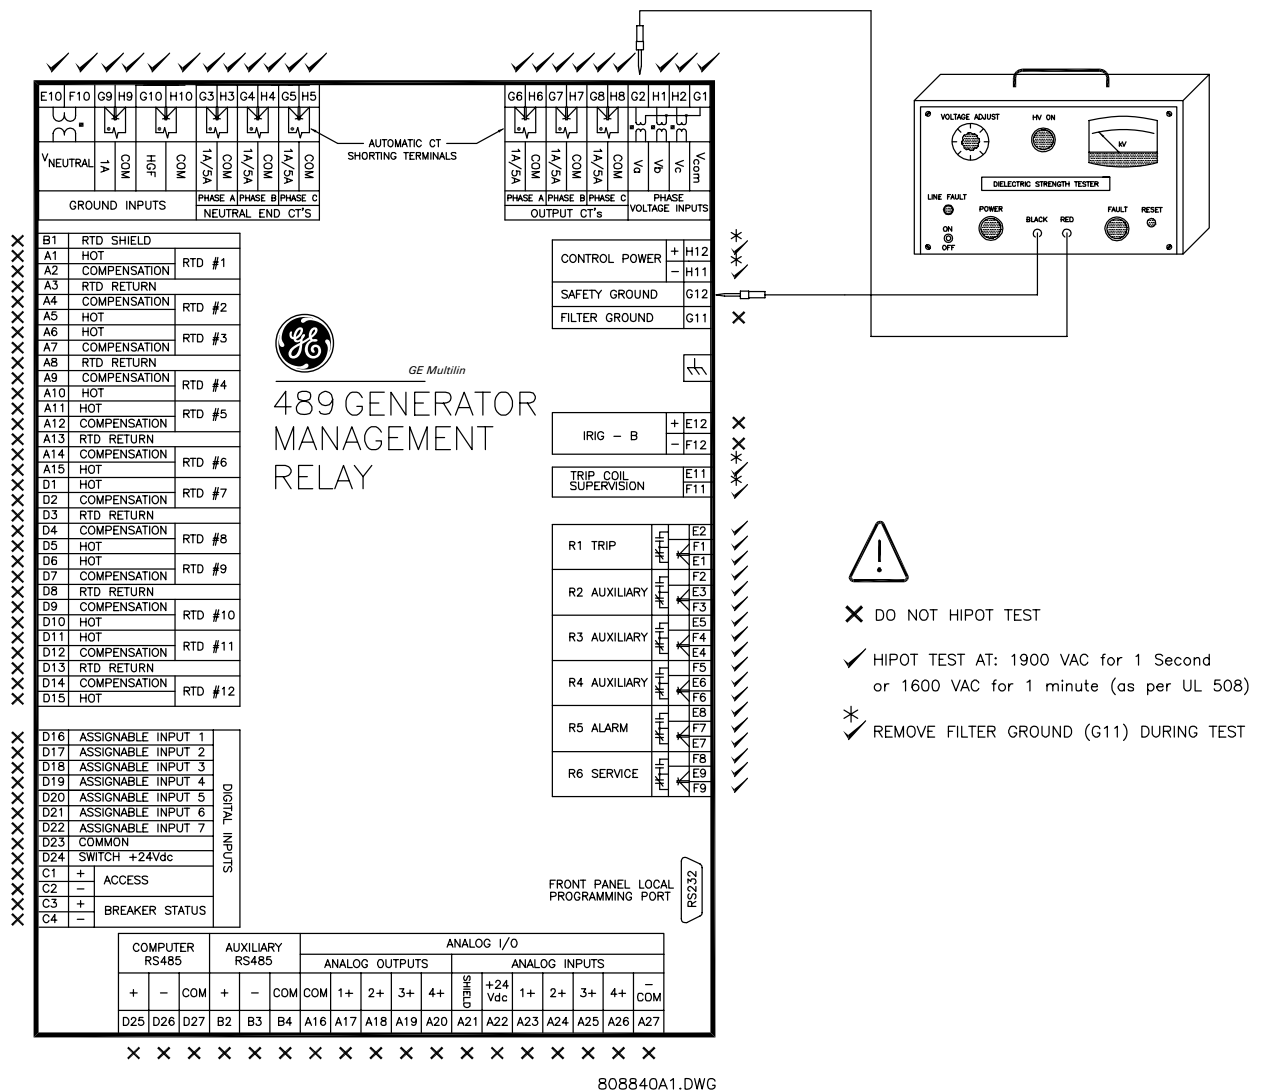 E10 F10 G9 H9 G10 H10 G3 H3 G4 H4 G5 H5
G6 H6 G7 H7 G8 H8 G2 H1 H2 G1
AUTOMATIC CT
SHORTING TERMINALS
VNEUTRAL 1A COM HGF COM 1A/5A COM 1A/5A COM 1A/5A COM
1A/5A COM 1A/5A COM 1A/5A COM Va Vb Vc Vcom
GROUND INPUTS
PHASE A PHASE B PHASE C
NEUTRAL END CT'S
PHASE A PHASE B PHASE C
OUTPUT CT's
PHASE
VOLTAGE INPUTS
VOLTAGE ADJUST
HV ON
kV
DIELECTRIC STRENGTH TESTER
LINE FAULT
POWER
BLACK RED
FAULT
RESET
ON
OFF
B1 RTD SHIELD
A1 HOT
RTD #1
A2 COMPENSATION
A3 RTD RETURN
A4 COMPENSATION
RTD #2
A5 HOT
A6 HOT
RTD #3
A7 COMPENSATION
A8 RTD RETURN
A9 COMPENSATION
RTD #4
A10 HOT
A11 HOT
RTD #5
A12 COMPENSATION
A13 RTD RETURN
A14 COMPENSATION
RTD #6
A15 HOT
D1 HOT
RTD #7
D2 COMPENSATION
D3 RTD RETURN
D4 COMPENSATION
RTD #8
D5 HOT
D6 HOT
RTD #9
D7 COMPENSATION
D8 RTD RETURN
D9 COMPENSATION
RTD #10
D10 HOT
D11 HOT
RTD #11
D12 COMPENSATION
D13 RTD RETURN
D14 COMPENSATION
RTD #12
D15 HOT
D16 ASSIGNABLE INPUT 1
D17 ASSIGNABLE INPUT 2
D18 ASSIGNABLE INPUT 3
D19 ASSIGNABLE INPUT 4
D20 ASSIGNABLE INPUT 5
D21 ASSIGNABLE INPUT 6
D22 ASSIGNABLE INPUT 7
D23 COMMON
D24 SWITCH +24Vdc
C1 +
ACCESS
C2 −
C3 +
BREAKER STATUS
C4 −
DIGITAL INPUTS
GE
GE Multilin
489 GENERATOR
MANAGEMENT
RELAY
CONTROL POWER
+ H12
− H11
SAFETY GROUND G12
FILTER GROUND G11
IRIG − B
+ E12
− F12
TRIP COIL
SUPERVISION
E11
F11
R1 TRIP
E2
F1
E1
R2 AUXILIARY
F2
E3
F3
R3 AUXILIARY
E5
F4
E4
R4 AUXILIARY
F5
E6
F6
R5 ALARM
E8
F7
E7
R6 SERVICE
F8
E9
F9
FRONT PANEL LOCAL
PROGRAMMING PORT
RS232
!
DO NOT HIPOT TEST
HIPOT TEST AT: 1900 VAC for 1 Second
or 1600 VAC for 1 minute (as per UL 508)
* REMOVE FILTER GROUND (G11) DURING TEST
COMPUTER
RS485
AUXILIARY
RS485
ANALOG I/O
ANALOG OUTPUTS
ANALOG INPUTS
+ − COM + − COM COM 1+ 2+ 3+ 4+ SHIELD +24 Vdc 1+ 2+ 3+ 4+ − COM
D25 D26 D27 B2 B3 B4 A16 A17 A18 A19 A20 A21 A22 A23 A24 A25 A26 A27
808840A1.DWG